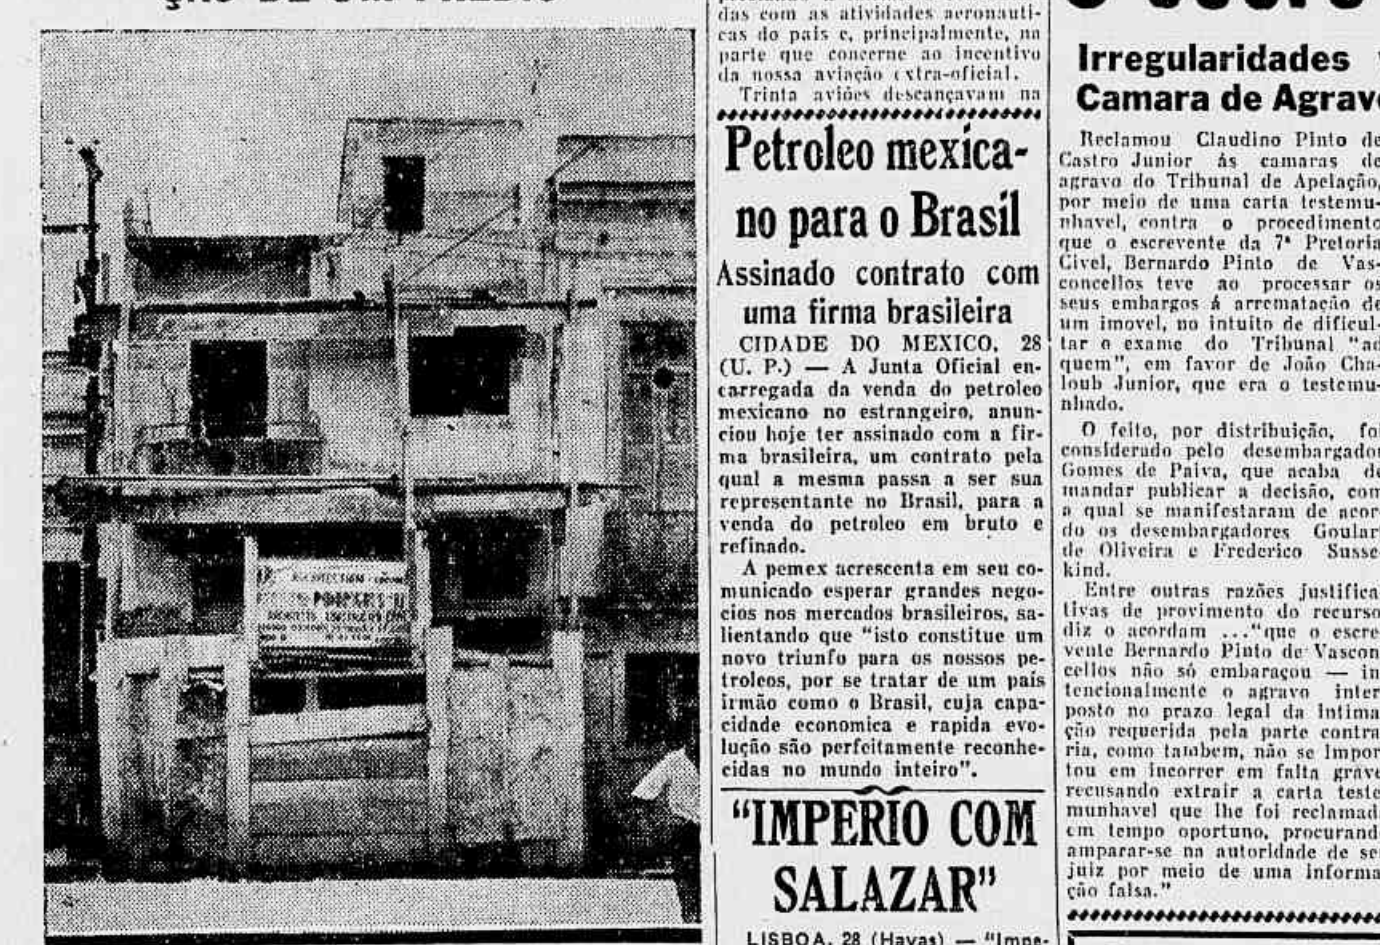 ÇÃO DE UM PREDIO
das com as atividades aeronauti-
cas do país e, principalmente, na
parte que concerne ao incentivo
da nossa aviação extra-oficial.
Trinta aviões descançavam na
Petroleo mexica-
no para o Brasil
Assinado contrato com
uma firma brasileira
CIDADE DO MEXICO, 28
(U. P.) — A Junta Oficial en-
carregada da venda do petroleo
mexicano no estrangeiro, anun-
ciou hoje ter assinado com a fir-
ma brasileira, um contrato pela
qual a mesma passa a ser sua
representante no Brasil, para a
venda do petroleo em bruto e
refinado.
A pemex acrescenta em seu co-
municado esperar grandes nego-
cios nos mercados brasileiros, sa-
lientando que "isto constitue um
novo triunfo para os nossos pe-
troleos, por se tratar de um país
irmão como o Brasil, cuja capa-
cidade economica e rapida evo-
lução são perfeitamente reconhe-
cidas no mundo inteiro".
"IMPERIO COM
SALAZAR"
LISBOA, 28 (Havas) — "Impe-
Irregularidades
Camara de Agrav
Reclamou Claudino Pinto de
Castro Junior ás camaras de
agravo do Tribunal de Apelação,
por meio de uma carta testemu-
nhavel, contra o procedimento
que o escrevente da 7ª Pretoria
Civel, Bernardo Pinto de Vas-
concellos teve ao processar os
seus embargos á arrematação de
um imovel, no intuito de dificul-
tar o exame do Tribunal "ad
quem", em favor de João Cha-
loub Junior, que era o testemu-
nhado.
O feito, por distribuição, foi
considerado pelo desembargador
Gomes de Paiva, que acaba de
mandar publicar a decisão, com
a qual se manifestaram de acor
do os desembargadores Goular
de Oliveira e Frederico Susse
kind.
Entre outras razões justifica
tivas de provimento do recurso
diz o acordam ..."que o escre
vente Bernardo Pinto de Vascon
cellos não só embaraçou — in
tencionalmente o agravo inter
posto no prazo legal da intima
ção requerida pela parte contra
ria, como tambem, não se impor
tou em incorrer em falta grave
recusando extrair a carta teste
munhavel que lhe foi reclamad
em tempo oportuno, procurand
amparar-se na autoridade de se
juiz por meio de uma informa
ção falsa."